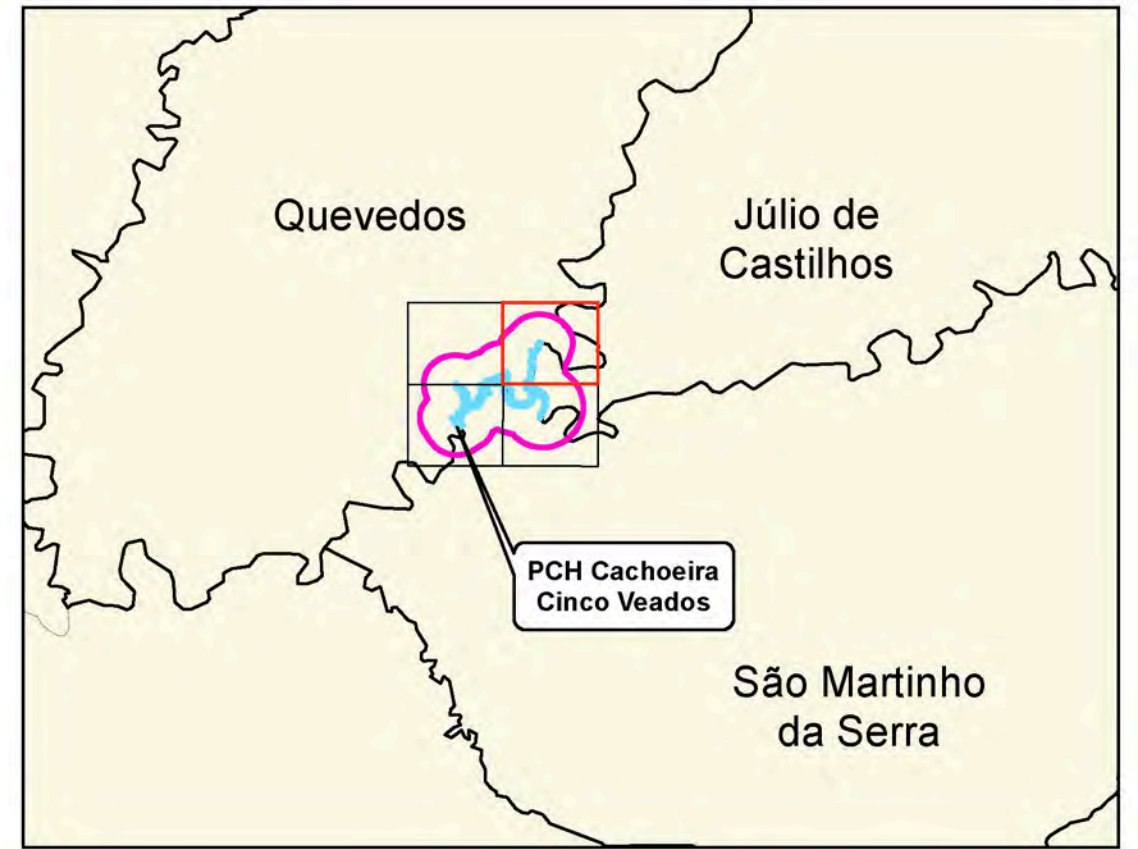 Quevedos
Júlio de
Castilhos
PCH Cachoeira
Cinco Veados
São Martinho
da Serra